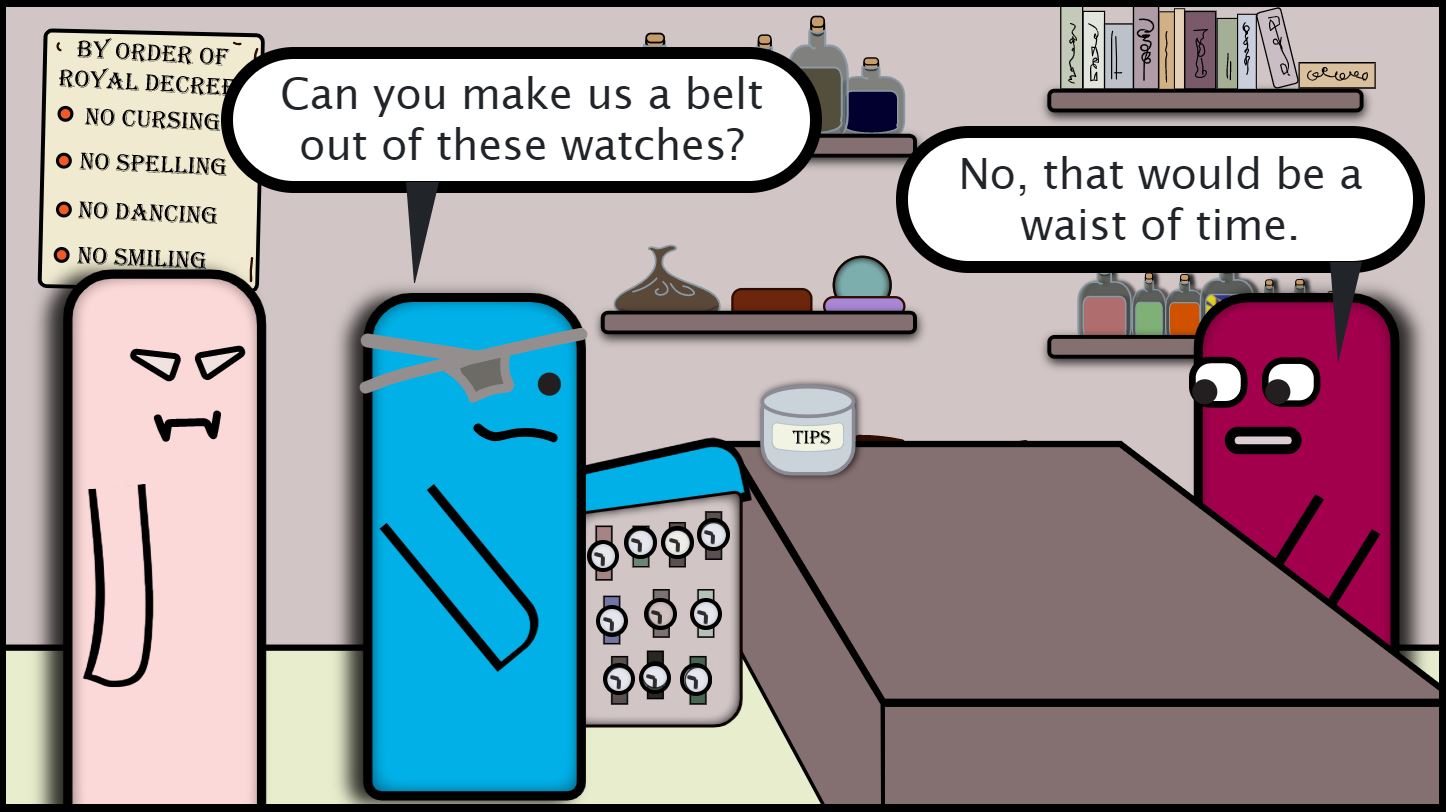 BY ORDER OF
ROYAL DECREE
NO CURSING
NO SPELLING
NO DANCING
NO SMILING
Can you make us a belt
out of these watches?
No, that would be a
waist of time.
TIPS